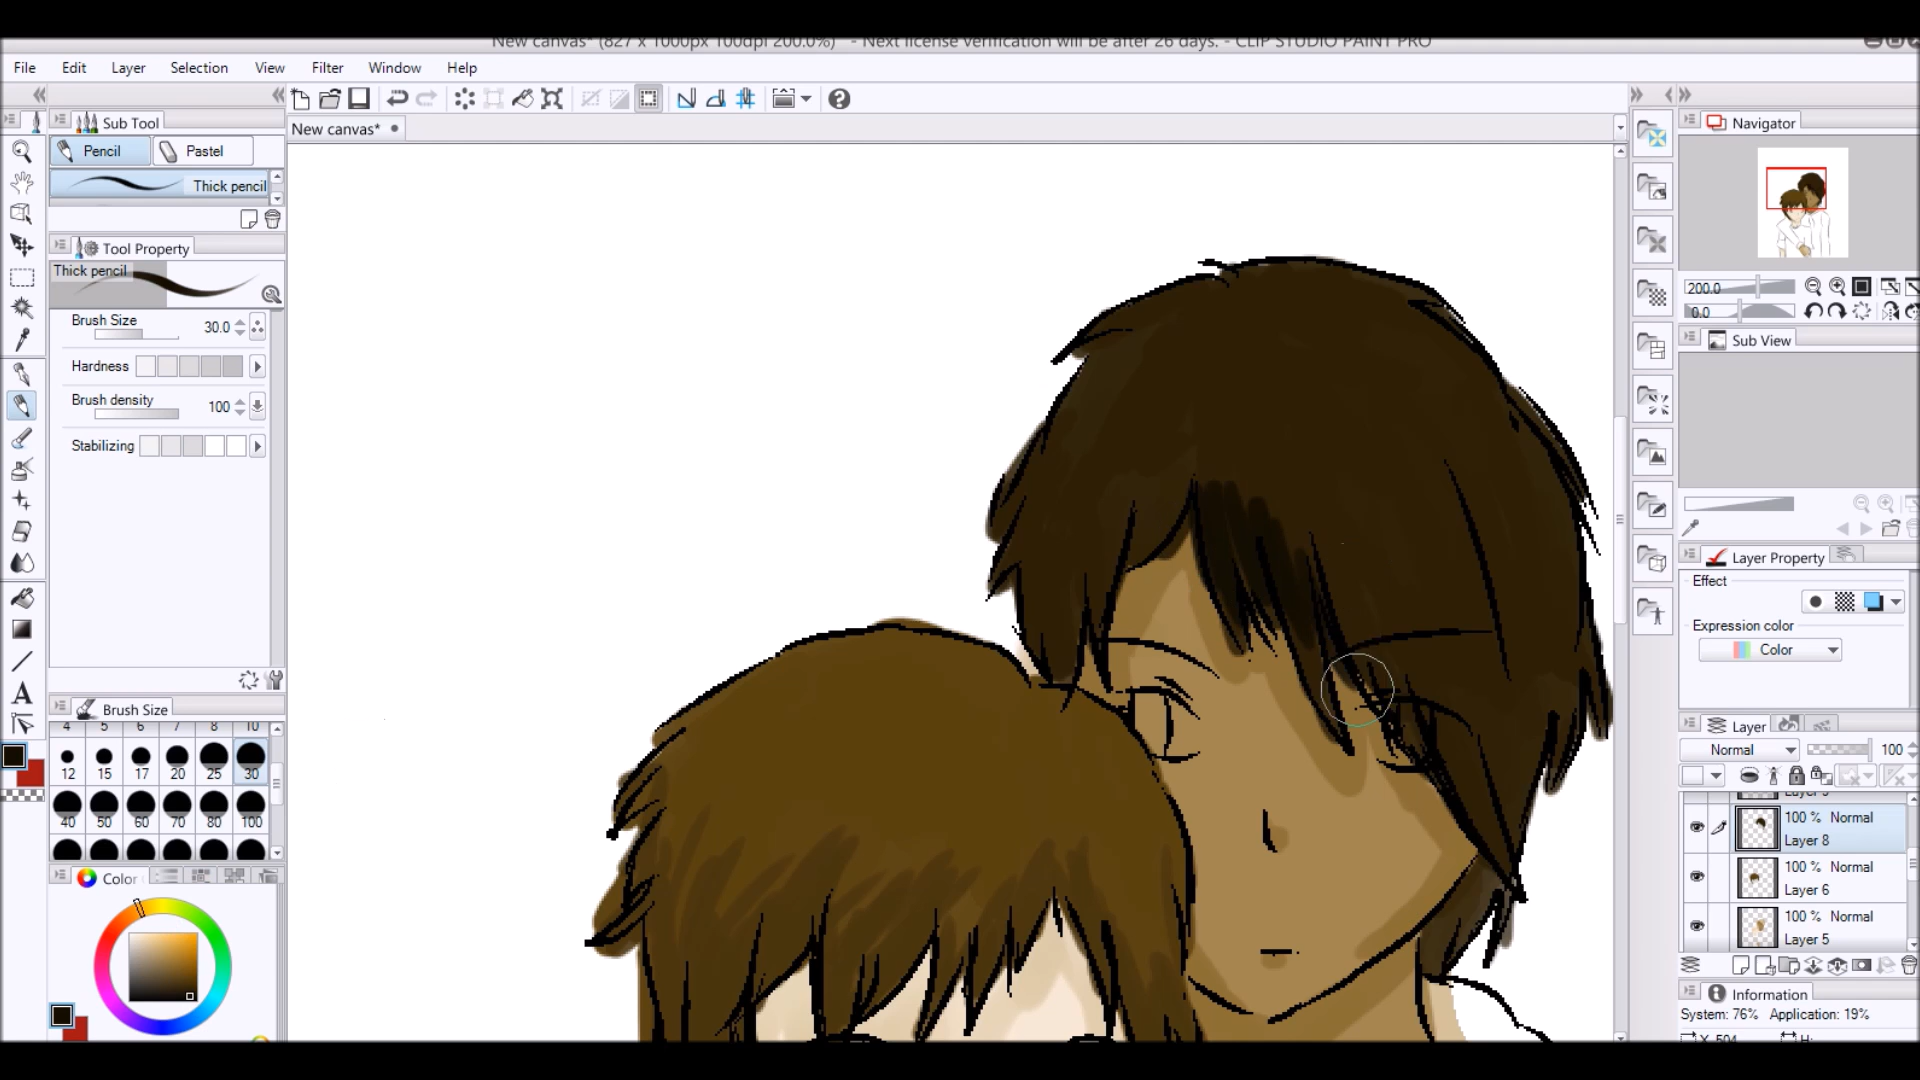 New canvas* (827 x 1000px 100dpi 200.0%) - Next license verification will be after 26 days. - CLIP STUDIO PAINT PRO
File Edit Layer Selection View Filter Window Help
Sub Tool
New canvas*
Navigator
Pencil Pastel
Thick pencil
Tool Property
Thick pencil
200.0
0.0
Brush Size 30.0
Sub View
Hardness
Brush density 100
Stabilizing
Layer Property
Effect
Expression color
Color
Brush Size
Layer
4 5 6 7 8 10
Normal 100
12 15 17 20 25 30
40 50 60 70 80 100
100 % Normal
Layer 8
100 % Normal
Layer 6
100 % Normal
Layer 5
Color
Information
System: 76% Application: 19%